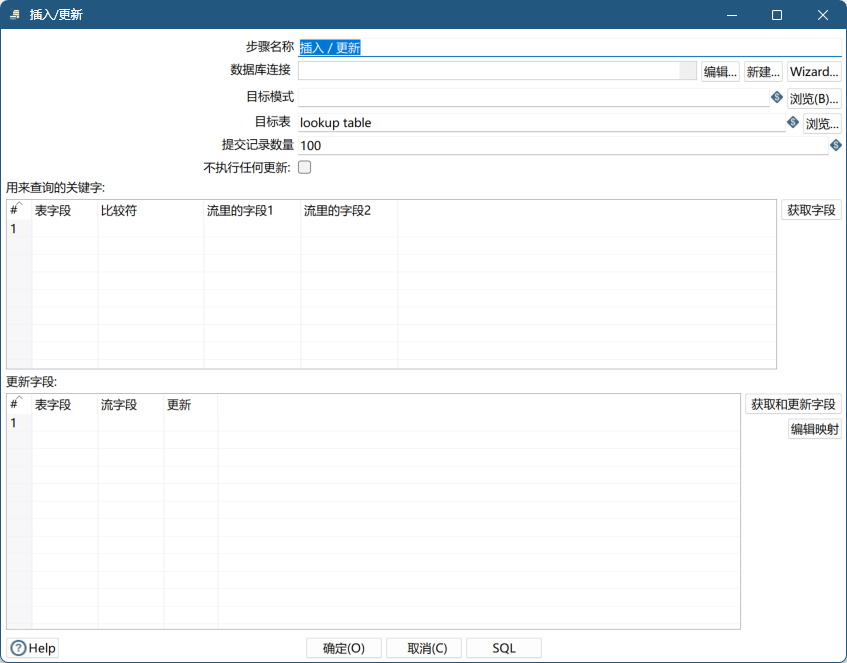 插入/更新
步骤名称 插入 / 更新
数据库连接 编辑... 新建... Wizard...
目标模式 浏览(B)...
目标表 lookup table 浏览...
提交记录数量 100
不执行任何更新:
用来查询的关键字:
# 表字段 比较符 流里的字段1 流里的字段2 获取字段
1
更新字段:
# 表字段 流字段 更新 获取和更新字段
1 编辑映射
Help 确定(O) 取消(C) SQL